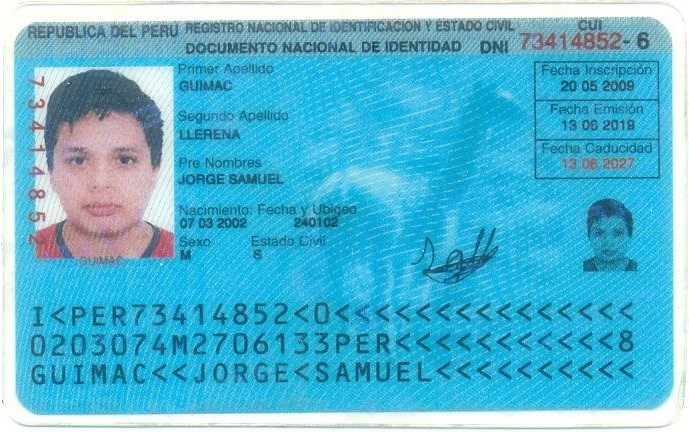 REPUBLICA DEL PERÚ REGISTRO NACIONAL DE IDENTIFICACION Y ESTADO CIVIL CUI
DOCUMENTO NACIONAL DE IDENTIDAD DNI 73414852-6
73414852
Primer Apellido
GUIMAC
Segundo Apellido
LLERENA
Pre Nombres
JORGE SAMUEL
Nacimiento: Fecha y Ubigeo
07 03 2002 240102
Sexo Estado Civil
M S
Fecha Inscripción
20 05 2009
Fecha Emisión
13 06 2019
Fecha Caducidad
13 06 2027
GUIMAC
I<PER73414852<0<<<<<<<<<<<<<<<
0203074M2706133PER<<<<<<<<<<<8
GUIMAC<<JORGE<SAMUEL<<<<<<<<<<